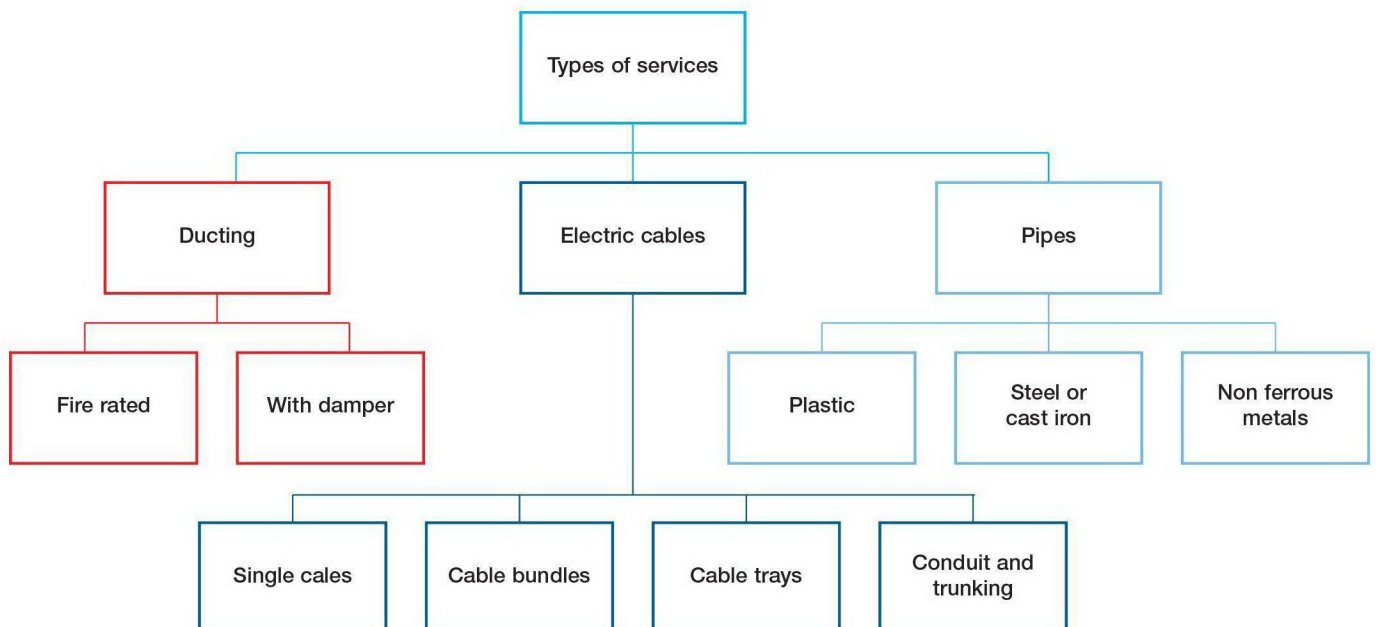 Types of services
Ducting
Electric cables
Pipes
Fire rated
With damper
Plastic
Steel or
cast iron
Non ferrous
metals
Single cales
Cable bundles
Cable trays
Conduit and
trunking